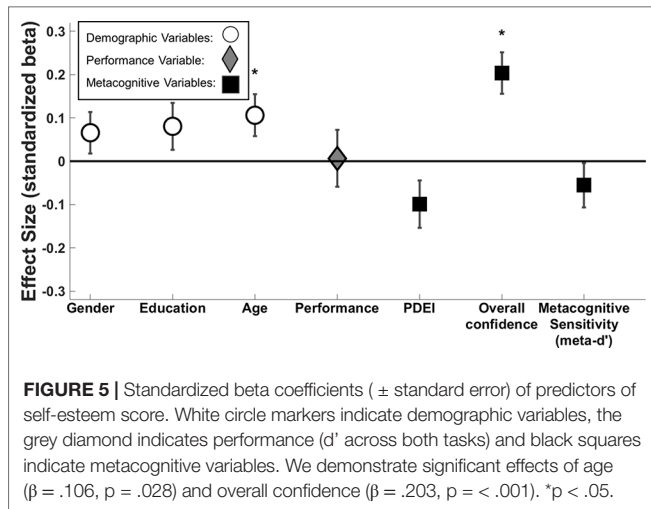 Effect Size (standardized beta)
0.3
0.2
0.1
0
-0.1
-0.2
-0.3
Demographic Variables:
Performance Variable:
Metacognitive Variables:
*
*
Gender Education Age Performance PDEI Overall confidence Metacognitive Sensitivity (meta-d')
FIGURE 5 | Standardized beta coefficients ( ± standard error) of predictors of
self-esteem score. White circle markers indicate demographic variables, the
grey diamond indicates performance (d’ across both tasks) and black squares
indicate metacognitive variables. We demonstrate significant effects of age
(β = .106, p = .028) and overall confidence (β = .203, p = < .001). *p < .05.